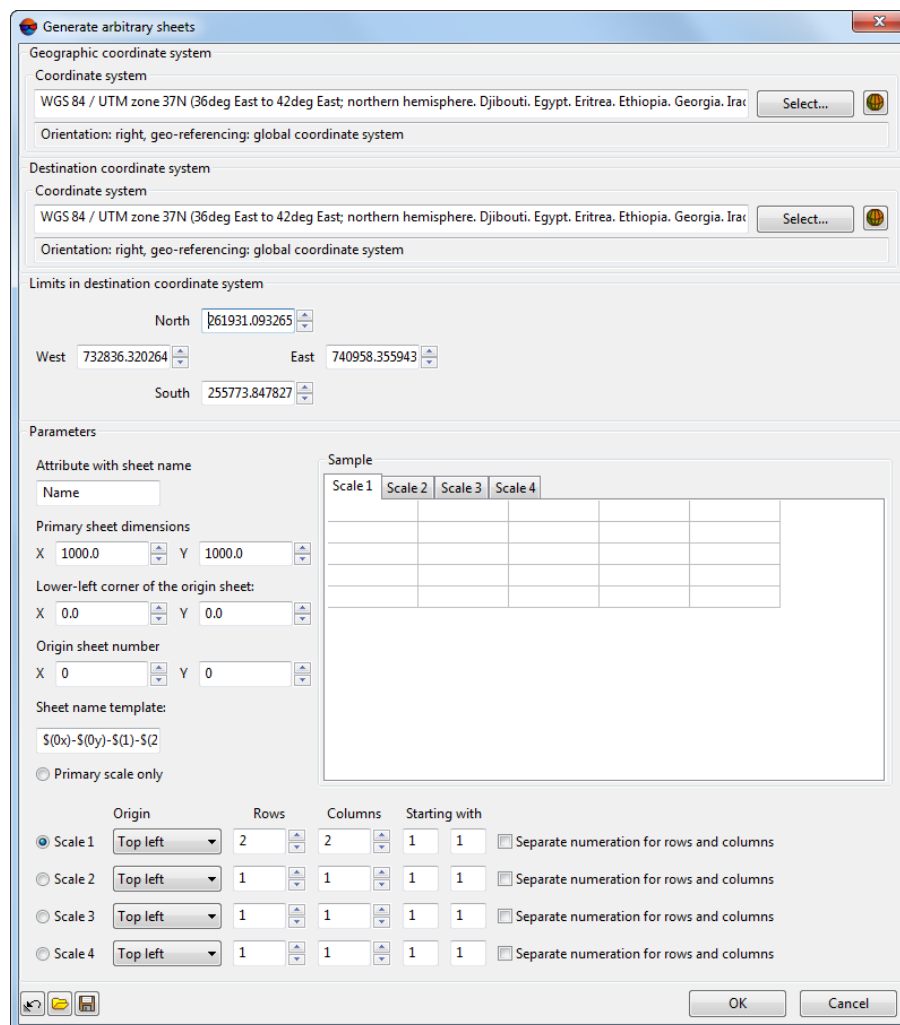 Generate arbitrary sheets
Geographic coordinate system
Coordinate system
WGS 84 / UTM zone 37N (36deg East to 42deg East; northern hemisphere. Djibouti. Egypt. Eritrea. Ethiopia. Georgia. Iraq
Select...
Orientation: right, geo-referencing: global coordinate system
Destination coordinate system
Coordinate system
WGS 84 / UTM zone 37N (36deg East to 42deg East; northern hemisphere. Djibouti. Egypt. Eritrea. Ethiopia. Georgia. Iraq
Select...
Orientation: right, geo-referencing: global coordinate system
Limits in destination coordinate system
North 261931.093265
West 732836.320264 East 740958.355943
South 255773.847827
Parameters
Attribute with sheet name
Name
Primary sheet dimensions
X 1000.0 Y 1000.0
Lower-left corner of the origin sheet:
X 0.0 Y 0.0
Origin sheet number
X 0 Y 0
Sheet name template:
$(0x)-$(0y)-$(1)-$(2
Primary scale only
Sample
Scale 1 Scale 2 Scale 3 Scale 4
Origin Rows Columns Starting with
Scale 1 Top left 2 2 1 1 Separate numeration for rows and columns
Scale 2 Top left 1 1 1 1 Separate numeration for rows and columns
Scale 3 Top left 1 1 1 1 Separate numeration for rows and columns
Scale 4 Top left 1 1 1 1 Separate numeration for rows and columns
OK Cancel